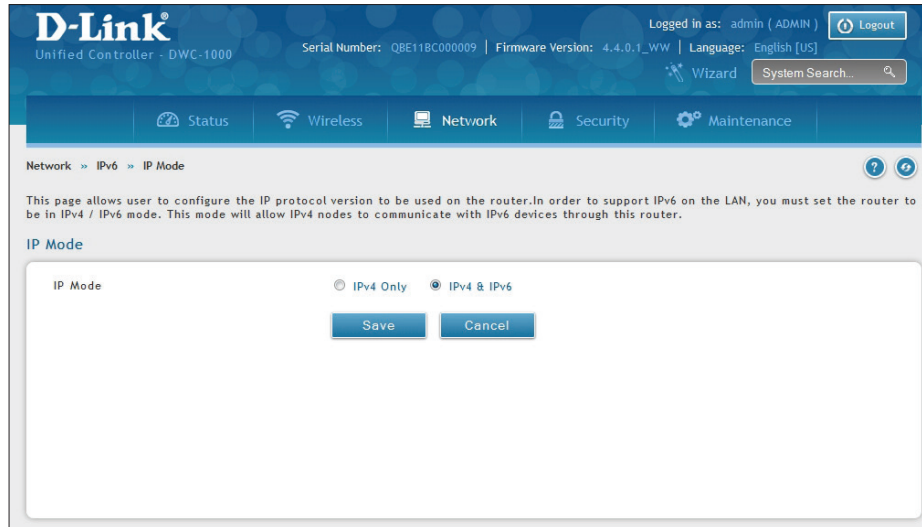 D-Link®
Unified Controller - DWC-1000
Logged in as: admin ( ADMIN ) Logout
Serial Number: QBE11BC000009 | Firmware Version: 4.4.0.1_WW | Language: English [US]
Wizard System Search...
Status Wireless Network Security Maintenance
Network » IPv6 » IP Mode ?
This page allows user to configure the IP protocol version to be used on the router.In order to support IPv6 on the LAN, you must set the router to
be in IPv4 / IPv6 mode. This mode will allow IPv4 nodes to communicate with IPv6 devices through this router.
IP Mode
IP Mode IPv4 Only IPv4 & IPv6
Save Cancel